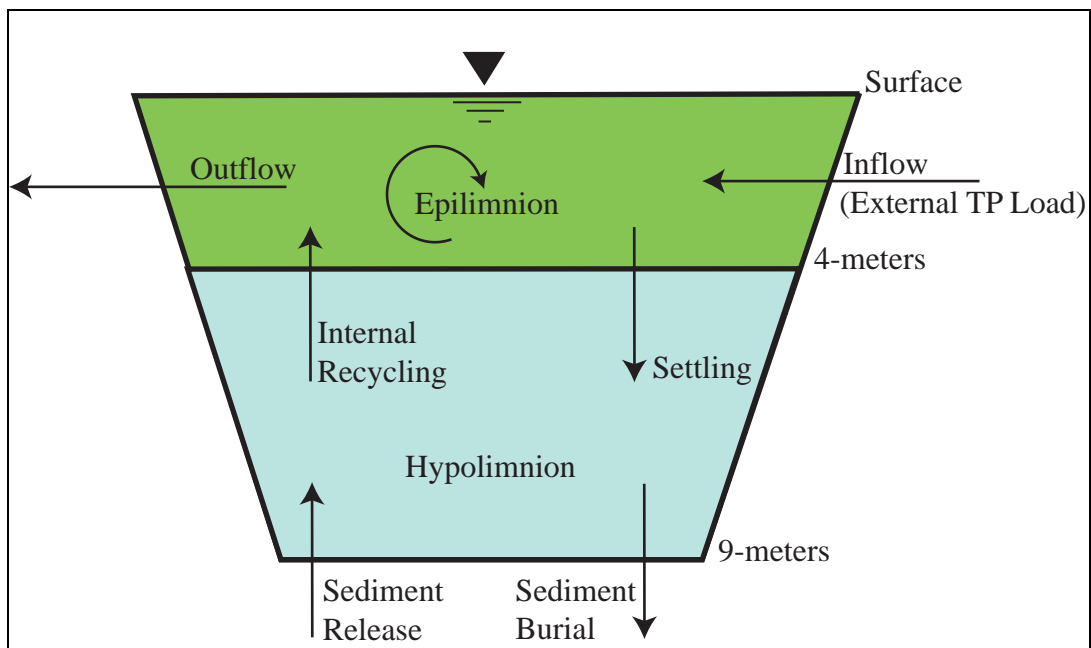 Surface
Outflow
Inflow
(External TP Load)
Epilimnion
4-meters
Internal
Recycling
Settling
Hypolimnion
9-meters
Sediment
Release
Sediment
Burial